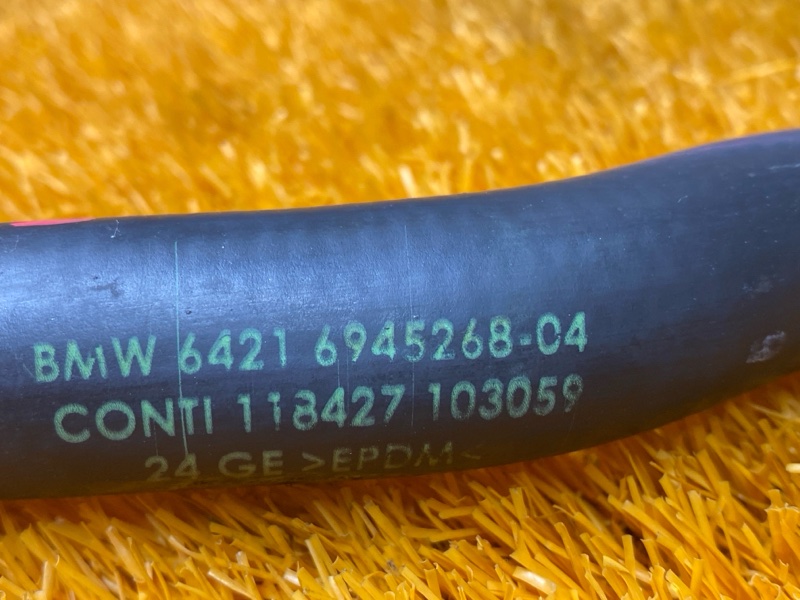 BMW 6421 6945268-04
CONTI 118427 103059
24 GE >EPDM<